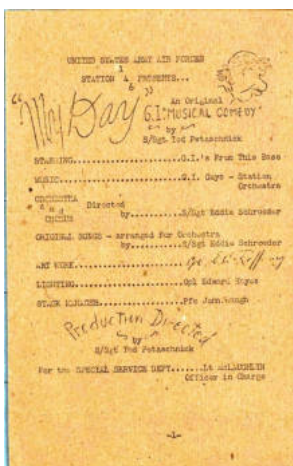 UNITED STATES ARMY AIR FORCES
1
STATION & PRESENTS...
6
"My Day"
An Original
G.I. "MUSICAL COMEDY"
by
S/Sgt Ted Petaschnick
STARRING....................G.I.'s From This Base
MUSIC.......................G.I. Guys - Station
Orchestra
ORCHESTRA
& Directed
CHORUS by..........S/Sgt Eddie Schroeder
ORIGINAL SONGS - Arranged for Orchestra
by..........S/Sgt Eddie Schroeder
ART WORK
LIGHTING....................Cpl Edward Hayes
STAGE MANAGER...............Pfc
Production Directed
by
S/Sgt Ted Petaschnick
For the SPECIAL SERVICE DEPT......Lt McLAUGHLIN
Officer in Charge
-1-